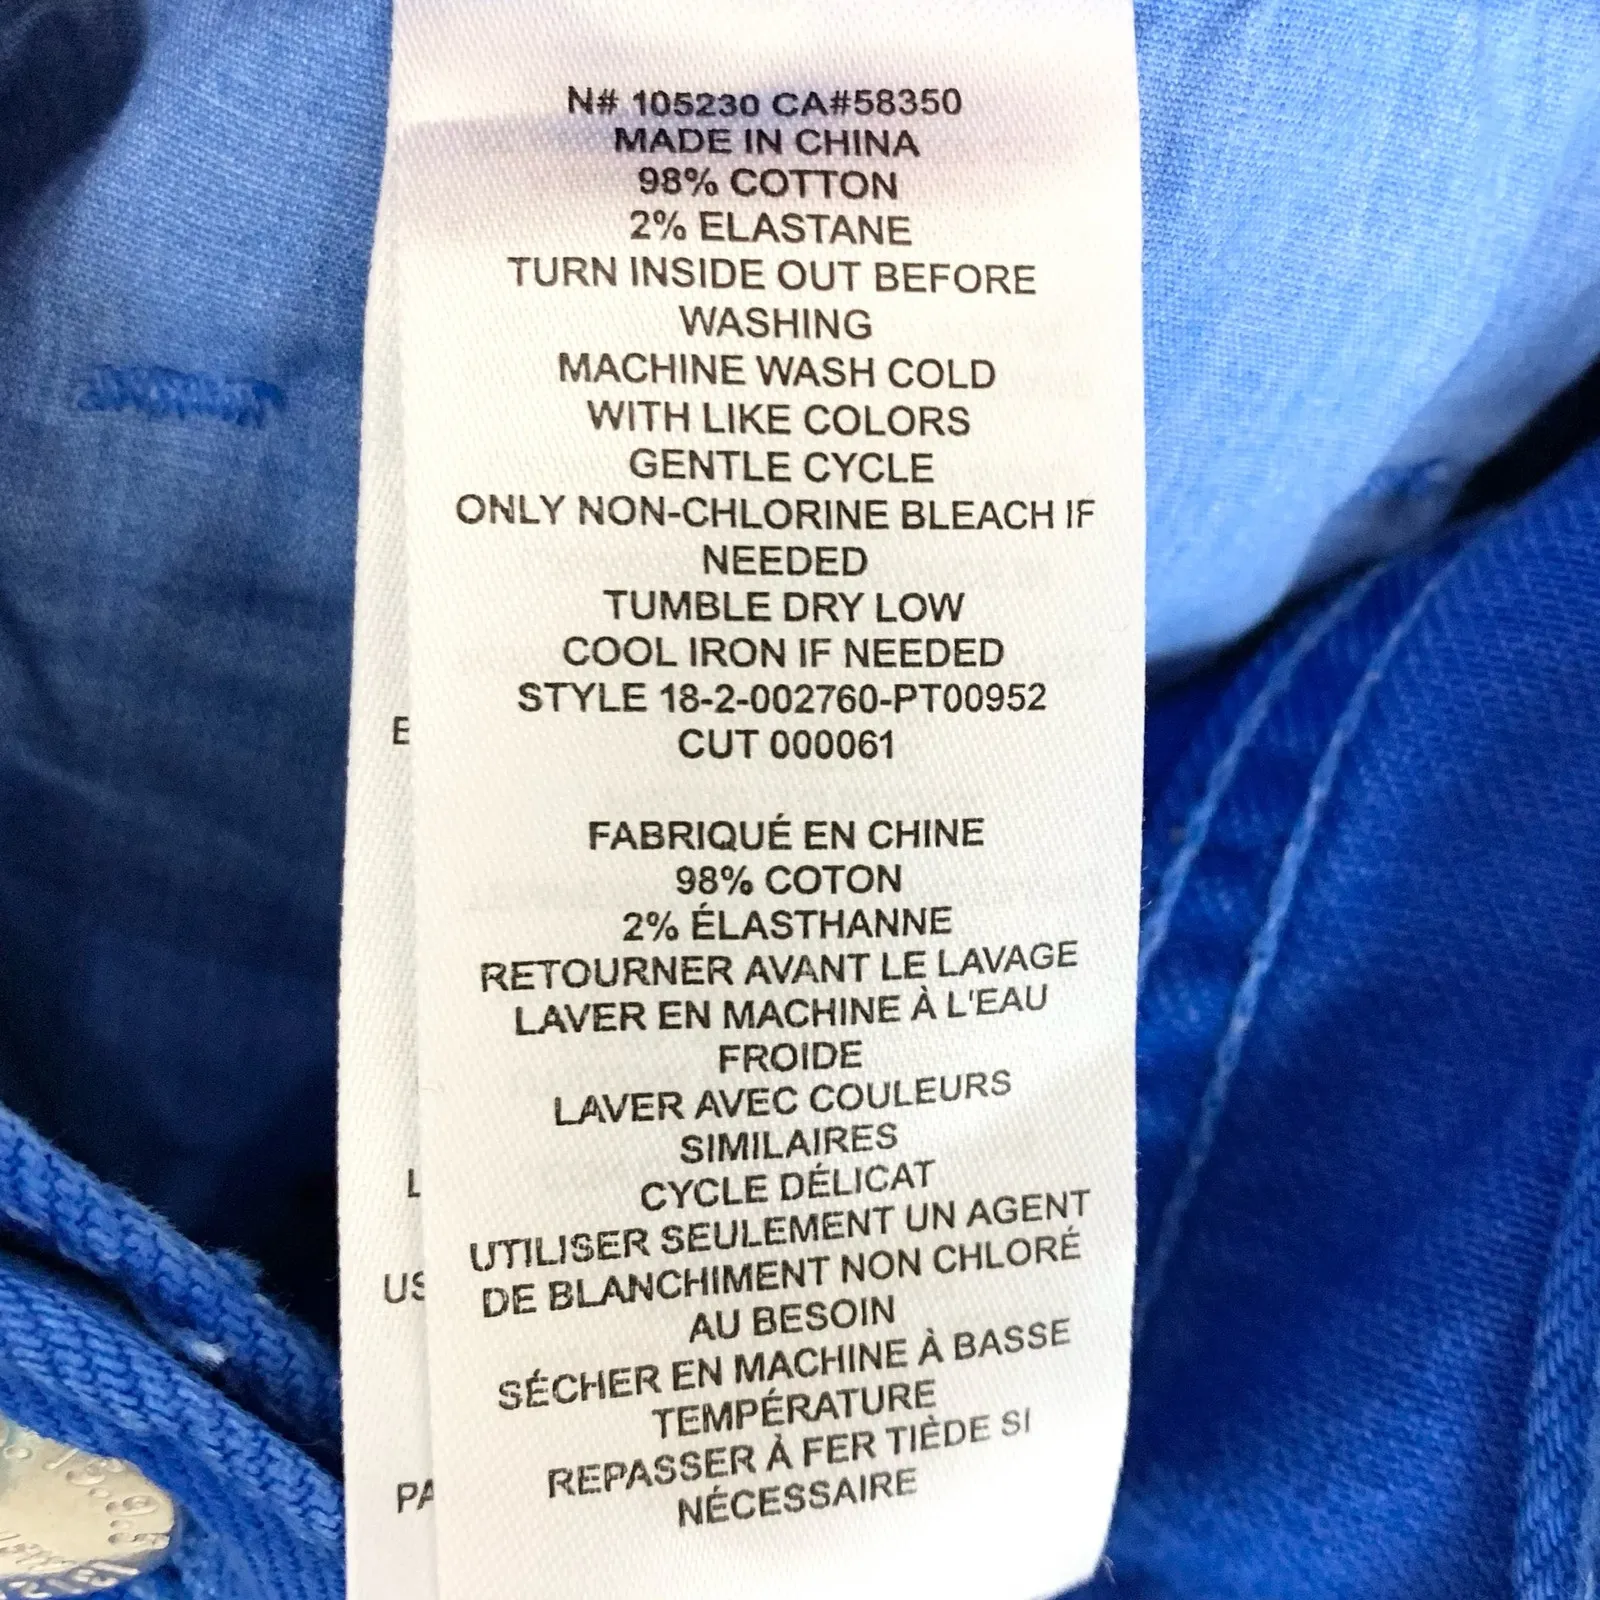 N# 105230 CA#58350
MADE IN CHINA
98% COTTON
2% ELASTANE
TURN INSIDE OUT BEFORE
WASHING
MACHINE WASH COLD
WITH LIKE COLORS
GENTLE CYCLE
ONLY NON-CHLORINE BLEACH IF
NEEDED
TUMBLE DRY LOW
COOL IRON IF NEEDED
STYLE 18-2-002760-PT00952
CUT 000061
FABRIQUÉ EN CHINE
98% COTON
2% ÉLASTHANNE
RETOURNER AVANT LE LAVAGE
LAVER EN MACHINE À L'EAU
FROIDE
LAVER AVEC COULEURS
SIMILAIRES
CYCLE DÉLICAT
UTILISER SEULEMENT UN AGENT
DE BLANCHIMENT NON CHLORÉ
AU BESOIN
SÉCHER EN MACHINE À BASSE
TEMPÉRATURE
REPASSER À FER TIÈDE SI
NÉCESSAIRE
E
L
US
PA